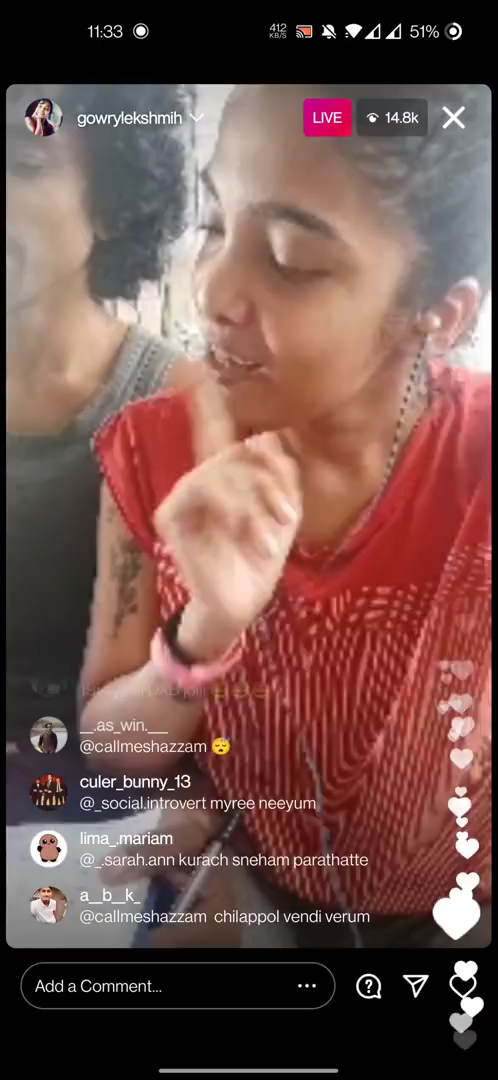 11:33
412
KB/S
51%
gowrylekshmih
LIVE
14.8k
__.as_win.___
@callmeshazzam 😴
culer_bunny_13
@_social.introvert myree neeyum
lima_.mariam
@_.sarah.ann kurach sneham parathatte
a__b__k_
@callmeshazzam chilappol vendi verum
Add a Comment...